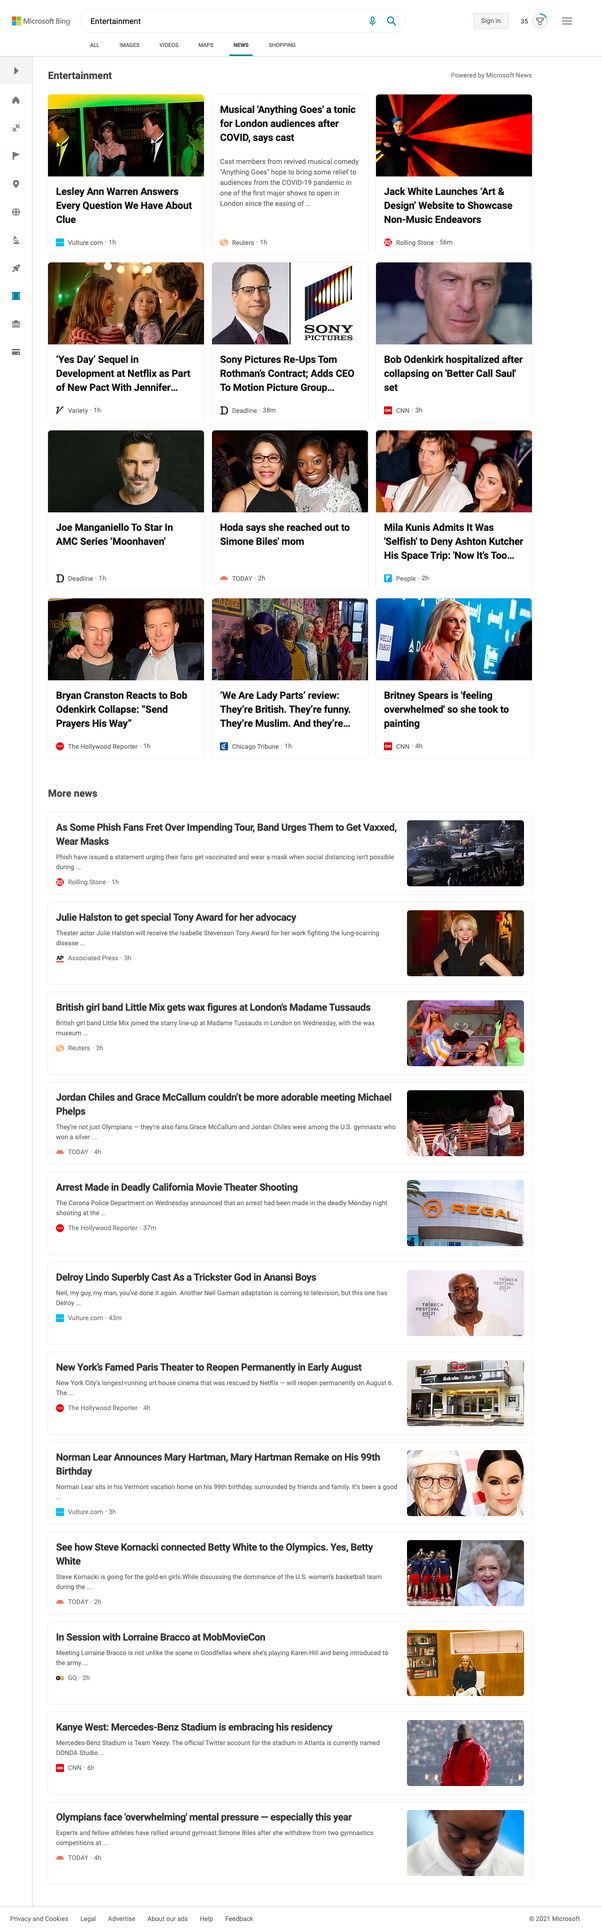 Microsoft Bing
Entertainment
Sign in
35
ALL IMAGES VIDEOS MAPS NEWS SHOPPING
Entertainment
Powered by Microsoft News
Lesley Ann Warren Answers
Every Question We Have About
Clue
Vulture.com · 1h
Musical 'Anything Goes' a tonic
for London audiences after
COVID, says cast
Cast members from revived musical comedy
"Anything Goes" hope to bring some relief to
audiences from the COVID-19 pandemic in
one of the first major shows to open in
London since the easing of ...
Reuters · 1h
Jack White Launches 'Art &
Design' Website to Showcase
Non-Music Endeavors
Rolling Stone · 56m
'Yes Day' Sequel in
Development at Netflix as Part
of New Pact With Jennifer...
Variety · 1h
SONY
PICTURES
Sony Pictures Re-Ups Tom
Rothman's Contract; Adds CEO
To Motion Picture Group...
Deadline · 38m
Bob Odenkirk hospitalized after
collapsing on 'Better Call Saul'
set
CNN · 3h
Joe Manganiello To Star In
AMC Series 'Moonhaven'
Deadline · 1h
Hoda says she reached out to
Simone Biles' mom
TODAY · 2h
Mila Kunis Admits It Was
'Selfish' to Deny Ashton Kutcher
His Space Trip: 'Now It's Too...
People · 2h
Bryan Cranston Reacts to Bob
Odenkirk Collapse: "Send
Prayers His Way"
The Hollywood Reporter · 1h
'We Are Lady Parts' review:
They're British. They're funny.
They're Muslim. And they're...
Chicago Tribune · 1h
WELLS
FARGO
Britney Spears is 'feeling
overwhelmed' so she took to
painting
CNN · 4h
More news
As Some Phish Fans Fret Over Impending Tour, Band Urges Them to Get Vaxxed,
Wear Masks
Phish have issued a statement urging their fans get vaccinated and wear a mask when social distancing isn't possible
during ...
Rolling Stone · 1h
Julie Halston to get special Tony Award for her advocacy
Theater actor Julie Halston will receive the Isabelle Stevenson Tony Award for her work fighting the lung-scarring
disease ...
AP Associated Press · 3h
British girl band Little Mix gets wax figures at London's Madame Tussauds
British girl band Little Mix joined the starry line-up at Madame Tussauds in London on Wednesday, with the wax
museum ...
Reuters · 3h
Jordan Chiles and Grace McCallum couldn't be more adorable meeting Michael
Phelps
They're not just Olympians — they're also fans.Grace McCallum and Jordan Chiles were among the U.S. gymnasts who
won a silver ...
TODAY · 4h
Arrest Made in Deadly California Movie Theater Shooting
The Corona Police Department on Wednesday announced that an arrest had been made in the deadly Monday night
shooting at the ...
The Hollywood Reporter · 37m
REGAL
Delroy Lindo Superbly Cast As a Trickster God in Anansi Boys
Neil, my guy, my man, you've done it again. Another Neil Gaiman adaptation is coming to television, but this one has
Delroy ...
Vulture.com · 43m
TRIBECA
FESTIVAL
20|21
New York's Famed Paris Theater to Reopen Permanently in Early August
New York City's longest-running art house cinema that was rescued by Netflix — will reopen permanently on August 6.
The ...
The Hollywood Reporter · 4h
Norman Lear Announces Mary Hartman, Mary Hartman Remake on His 99th
Birthday
Norman Lear sits in his Vermont vacation home on his 99th birthday, surrounded by friends and family. It's been a good
...
Vulture.com · 3h
See how Steve Kornacki connected Betty White to the Olympics. Yes, Betty
White
Steve Kornacki is going for the gold-en girls.While discussing the dominance of the U.S. women's basketball team
during the ...
TODAY · 2h
In Session with Lorraine Bracco at MobMovieCon
Meeting Lorraine Bracco is not unlike the scene in Goodfellas where she's playing Karen Hill and being introduced to
the army ...
GQ · 2h
Kanye West: Mercedes-Benz Stadium is embracing his residency
Mercedes-Benz Stadium is Team Yeezy. The official Twitter account for the stadium in Atlanta is currently named
DONDA Studio ...
CNN · 6h
Olympians face 'overwhelming' mental pressure — especially this year
Experts and fellow athletes have rallied around gymnast Simone Biles after she withdrew from two gymnastics
competitions at ...
TODAY · 4h
Privacy and Cookies Legal Advertise About our ads Help Feedback
© 2021 Microsoft